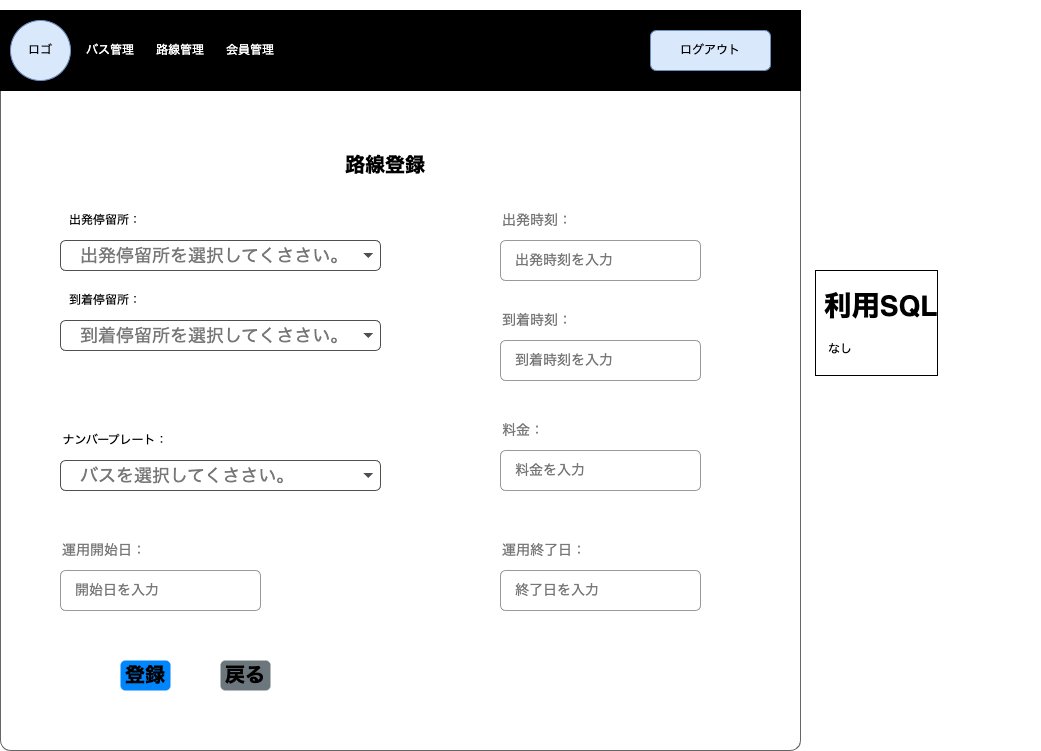 ロゴ
バス管理
路線管理
会員管理
ログアウト
路線登録
出発停留所：
出発停留所を選択してくささい。
到着停留所：
到着停留所を選択してくささい。
ナンバープレート：
バスを選択してくささい。
運用開始日：
開始日を入力
出発時刻：
出発時刻を入力
到着時刻：
到着時刻を入力
料金：
料金を入力
運用終了日：
終了日を入力
登録
戻る
利用SQL
なし